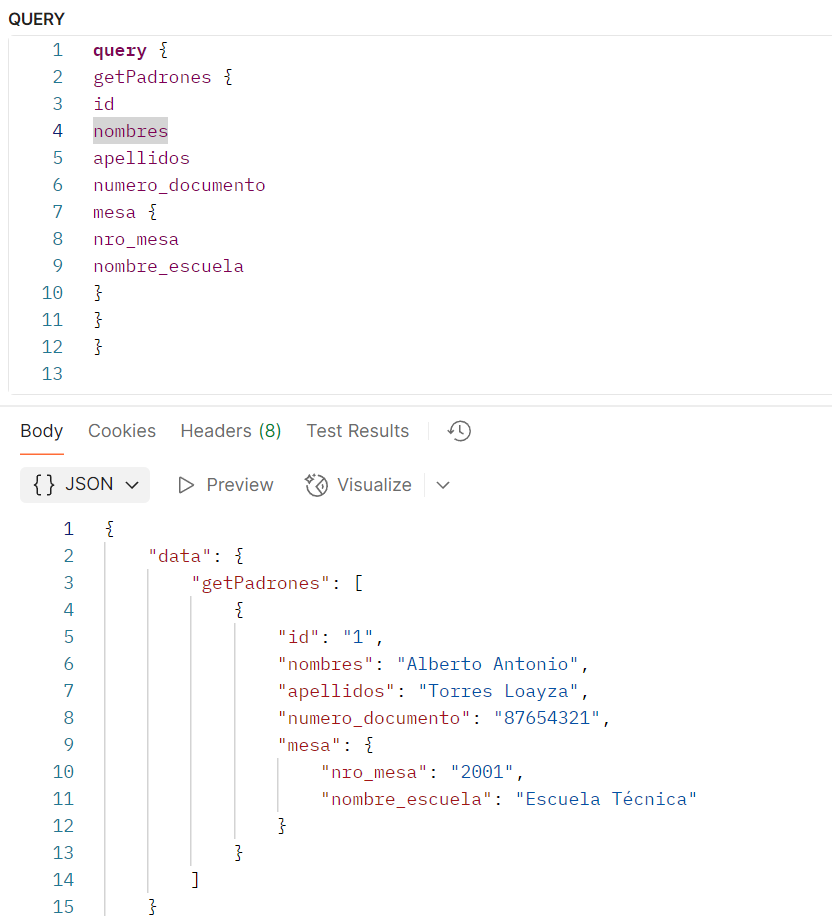 QUERY
1 query {
2 getPadrones {
3 id
4 nombres
5 apellidos
6 numero_documento
7 mesa {
8 nro_mesa
9 nombre_escuela
10 }
11 }
12 }
13
Body Cookies Headers (8) Test Results
{} JSON Preview Visualize
1 {
2 "data": {
3 "getPadrones": [
4 {
5 "id": "1",
6 "nombres": "Alberto Antonio",
7 "apellidos": "Torres Loayza",
8 "numero_documento": "87654321",
9 "mesa": {
10 "nro_mesa": "2001",
11 "nombre_escuela": "Escuela Técnica"
12 }
13 }
14 ]
15 }